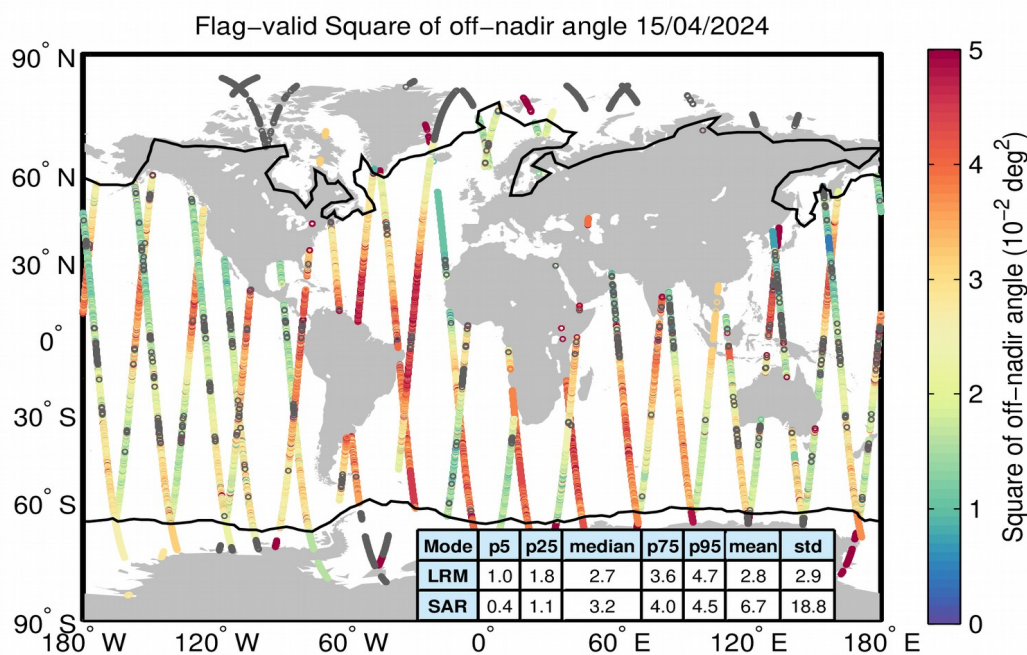 Flag−valid Square of off−nadir angle 15/04/2024
90° N
60° N
30° N
0°
30° S
60° S
90° S
180° W
120° W
60° W
0°
60° E
120° E
180° E
Mode p5 p25 median p75 p95 mean std
LRM 1.0 1.8 2.7 3.6 4.7 2.8 2.9
SAR 0.4 1.1 3.2 4.0 4.5 6.7 18.8
5
4
3
2
1
0
Square of off−nadir angle (10⁻² deg²)